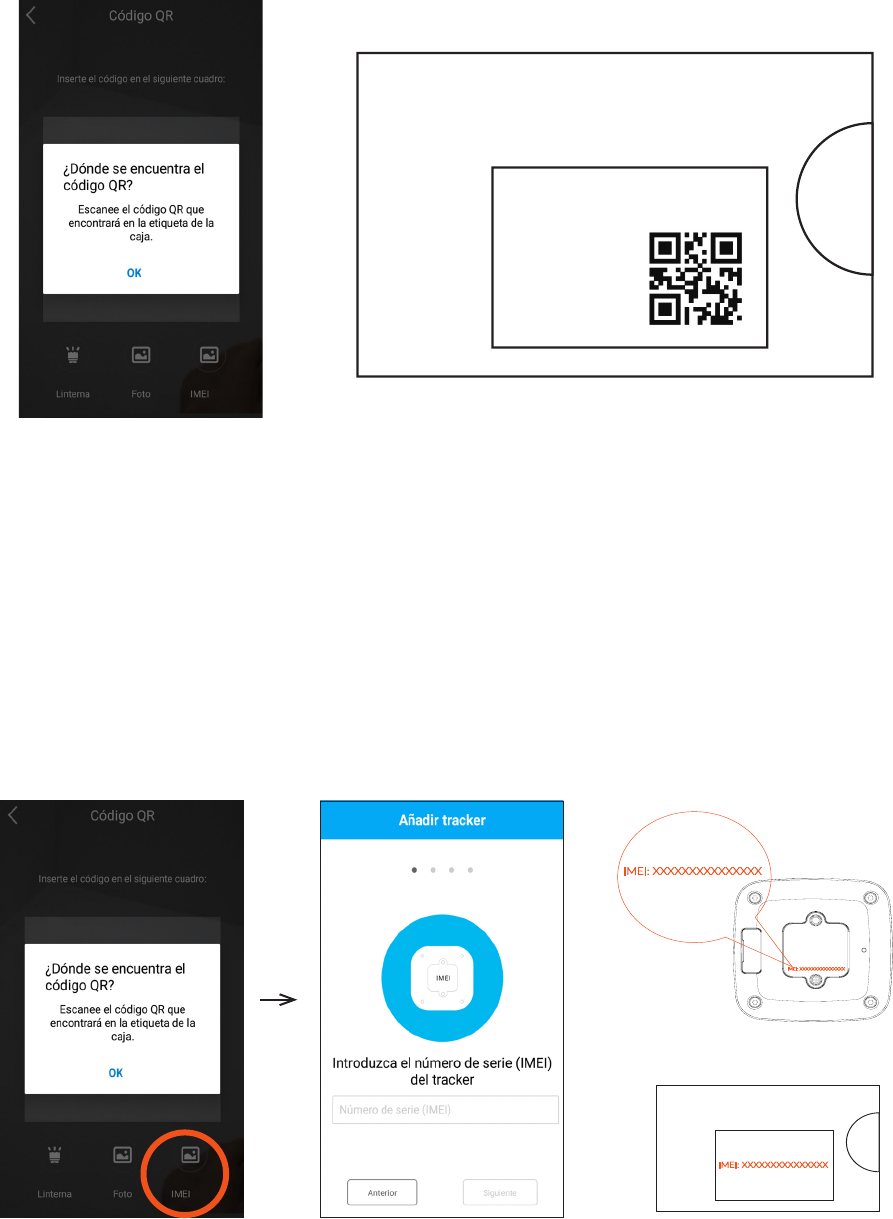 Código QR
Inserte el código en el siguiente cuadro:
¿Dónde se encuentra el
código QR?
Escanee el código QR que
encontrará en la etiqueta de la
caja.
OK
Linterna
Foto
IMEI
Código QR
Inserte el código en el siguiente cuadro:
¿Dónde se encuentra el
código QR?
Escanee el código QR que
encontrará en la etiqueta de la
caja.
OK
Linterna
Foto
IMEI
Añadir tracker
IMEI
Introduzca el número de serie (IMEI)
del tracker
Número de serie (IMEI)
Anterior
Siguiente
IMEI: XXXXXXXXXXXXXXX
IMEI: XXXXXXXXXXXXXXX
IMEI: XXXXXXXXXXXXXXX